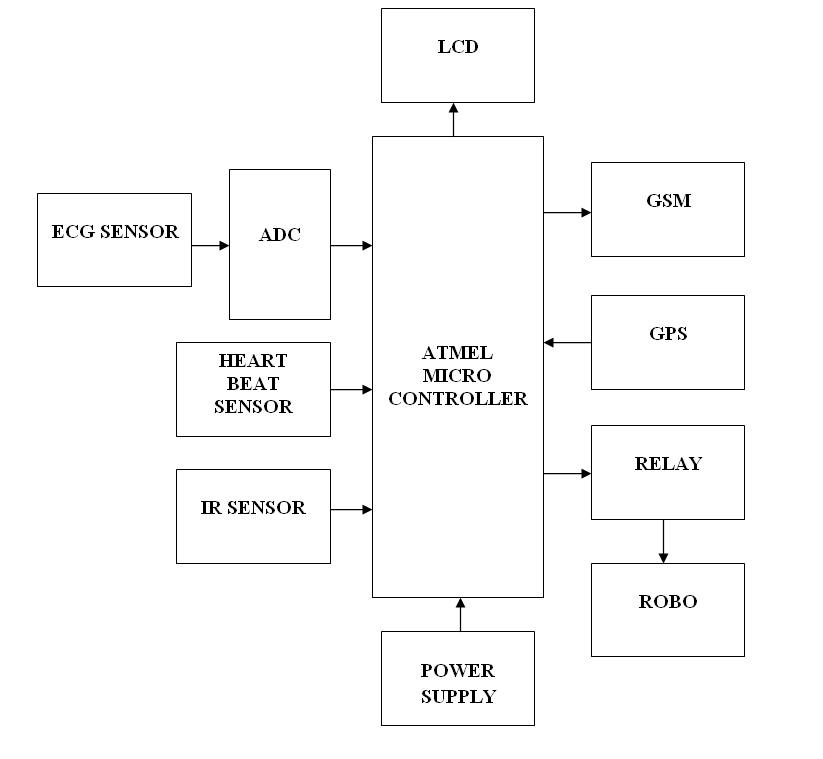 LCD
GSM
ECG SENSOR
ADC
GPS
HEART
BEAT
SENSOR
ATMEL
MICRO
CONTROLLER
RELAY
IR SENSOR
ROBO
POWER
SUPPLY